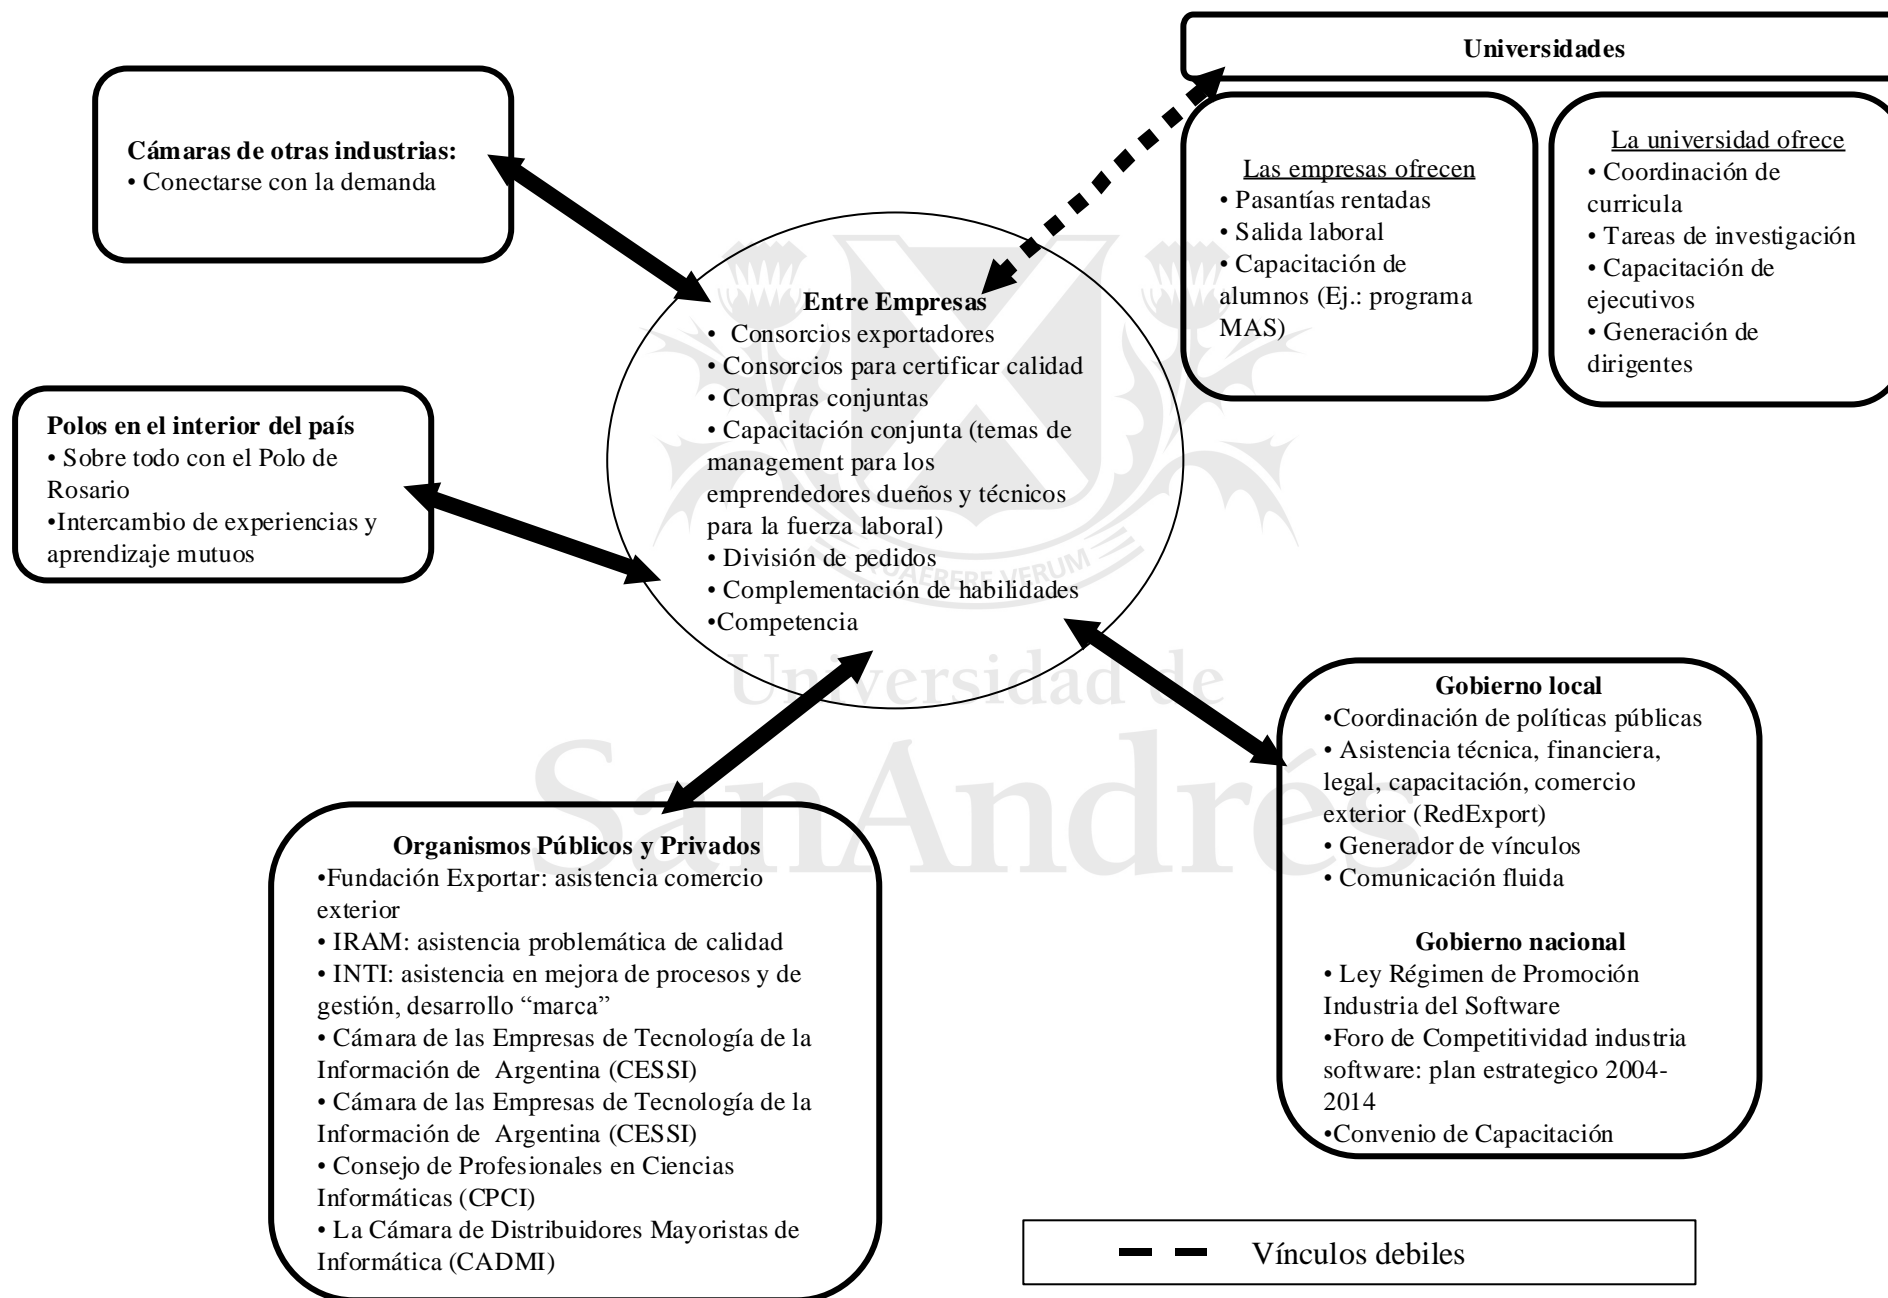 Universidades
Cámaras de otras industrias:
• Conectarse con la demanda
Las empresas ofrecen
• Pasantías rentadas
• Salida laboral
• Capacitación de
alumnos (Ej.: programa
MAS)
La universidad ofrece
• Coordinación de
curricula
• Tareas de investigación
• Capacitación de
ejecutivos
• Generación de
dirigentes
Entre Empresas
• Consorcios exportadores
• Consorcios para certificar calidad
• Compras conjuntas
• Capacitación conjunta (temas de
management para los
emprendedores dueños y técnicos
para la fuerza laboral)
• División de pedidos
• Complementación de habilidades
•Competencia
Polos en el interior del país
• Sobre todo con el Polo de
Rosario
•Intercambio de experiencias y
aprendizaje mutuos
QUAERERE VERUM
Universidad de
SanAndrés
Gobierno local
•Coordinación de políticas públicas
• Asistencia técnica, financiera,
legal, capacitación, comercio
exterior (RedExport)
• Generador de vínculos
• Comunicación fluida
Gobierno nacional
• Ley Régimen de Promoción
Industria del Software
•Foro de Competitividad industria
software: plan estrategico 2004-
2014
•Convenio de Capacitación
Organismos Públicos y Privados
•Fundación Exportar: asistencia comercio
exterior
• IRAM: asistencia problemática de calidad
• INTI: asistencia en mejora de procesos y de
gestión, desarrollo “marca”
• Cámara de las Empresas de Tecnología de la
Información de Argentina (CESSI)
• Cámara de las Empresas de Tecnología de la
Información de Argentina (CESSI)
• Consejo de Profesionales en Ciencias
Informáticas (CPCI)
• La Cámara de Distribuidores Mayoristas de
Informática (CADMI)
Vínculos debiles